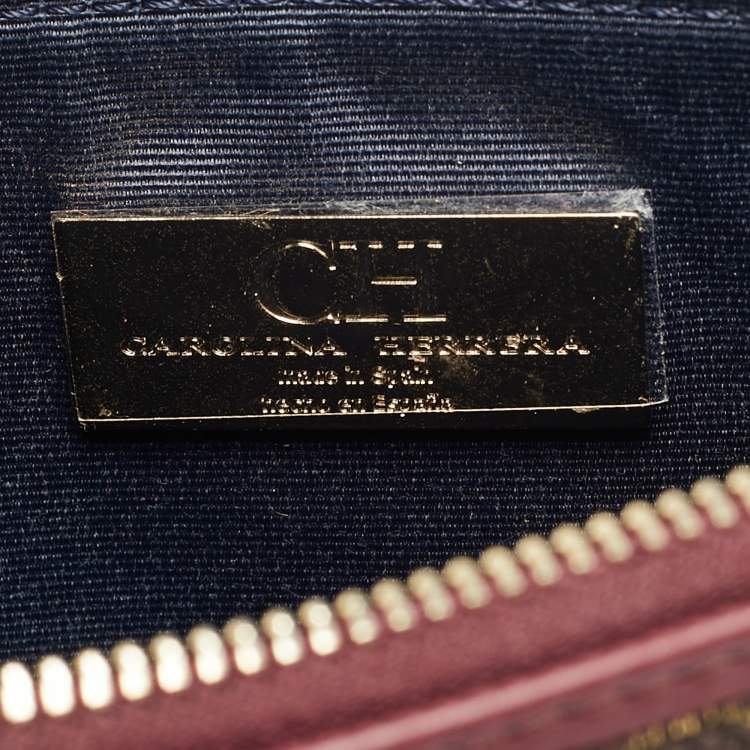 CH
CAROLINA HERRERA
made in Spain
hecho en España